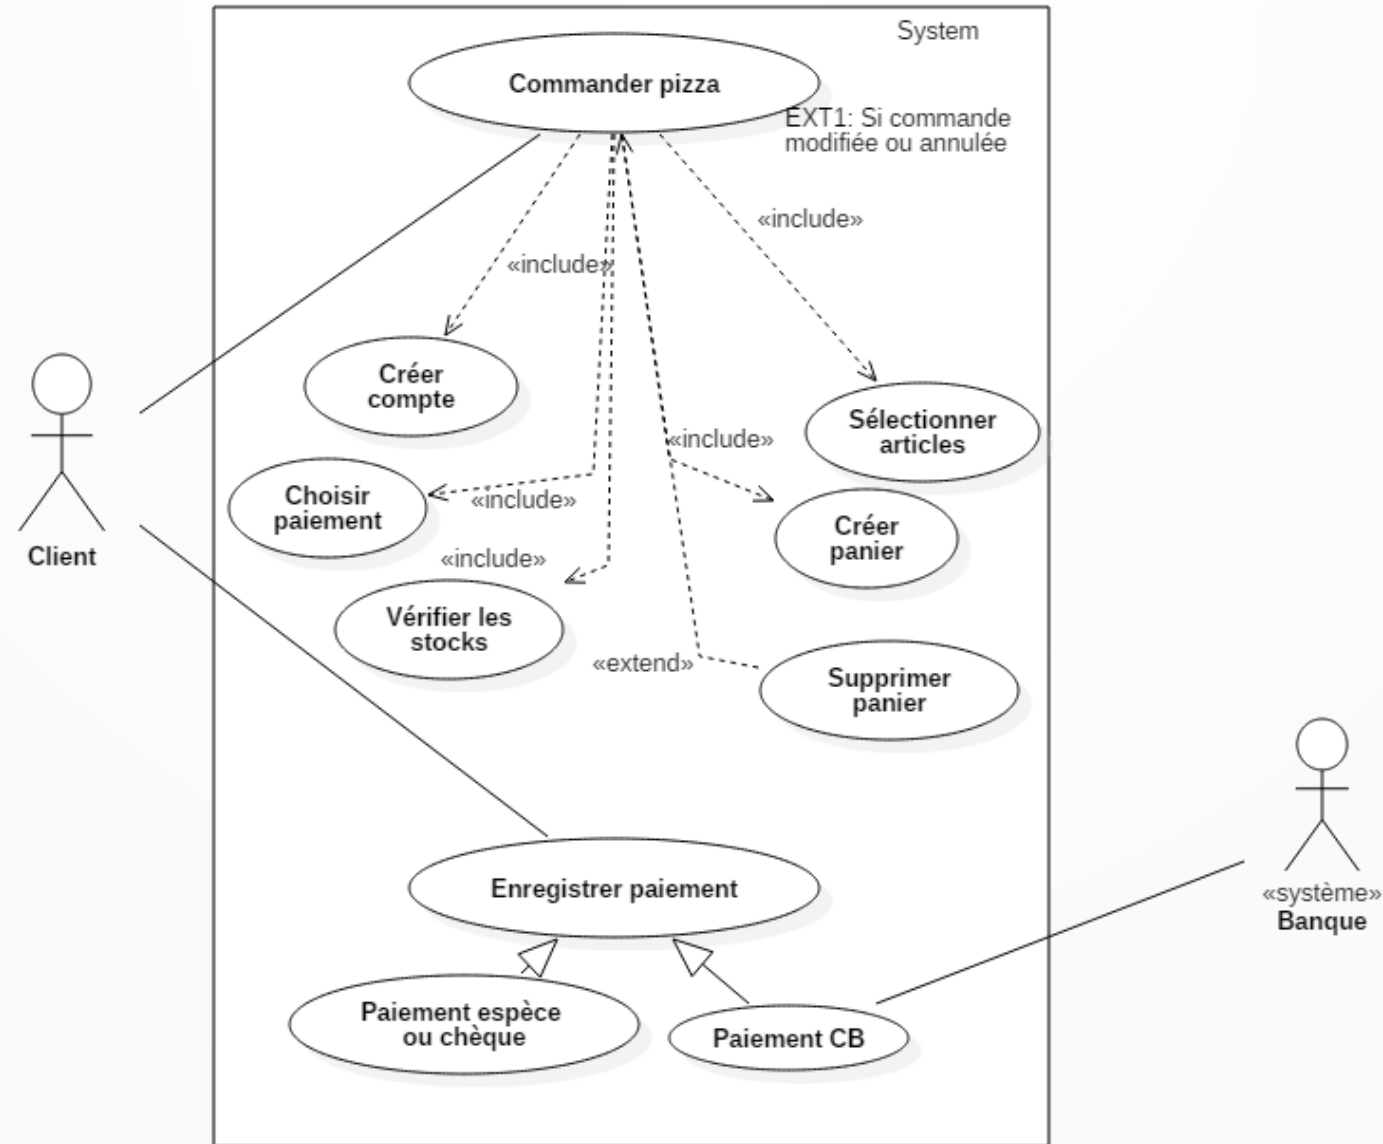 System
Commander pizza
EXT1: Si commande
modifiée ou annulée
«include»
«include»
Créer
compte
Sélectionner
articles
«include»
Choisir
paiement
«include»
Créer
panier
Client
«include»
Vérifier les
stocks
«extend»
Supprimer
panier
Enregistrer paiement
«système»
Banque
Paiement espèce
ou chèque
Paiement CB